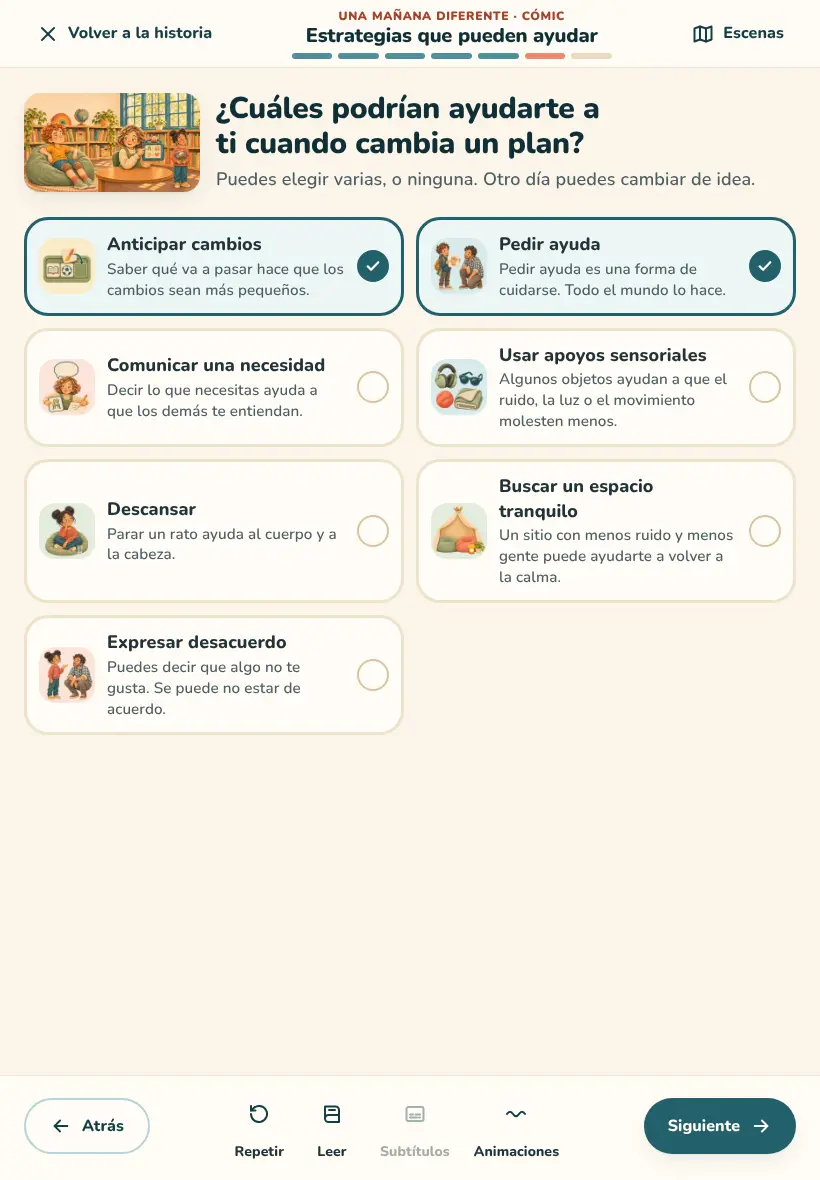 Volver a la historia
UNA MAÑANA DIFERENTE · CÓMIC
Estrategias que pueden ayudar
Escenas
¿Cuáles podrían ayudarte a
ti cuando cambia un plan?
Puedes elegir varias, o ninguna. Otro día puedes cambiar de idea.
Anticipar cambios
Saber qué va a pasar hace que los
cambios sean más pequeños.
Pedir ayuda
Pedir ayuda es una forma de
cuidarse. Todo el mundo lo hace.
Comunicar una necesidad
Decir lo que necesitas ayuda a
que los demás te entiendan.
Usar apoyos sensoriales
Algunos objetos ayudan a que el
ruido, la luz o el movimiento
molesten menos.
Descansar
Parar un rato ayuda al cuerpo y a
la cabeza.
Buscar un espacio
tranquilo
Un sitio con menos ruido y menos
gente puede ayudarte a volver a
la calma.
Expresar desacuerdo
Puedes decir que algo no te
gusta. Se puede no estar de
acuerdo.
Atrás
Repetir
Leer
Subtítulos
Animaciones
Siguiente